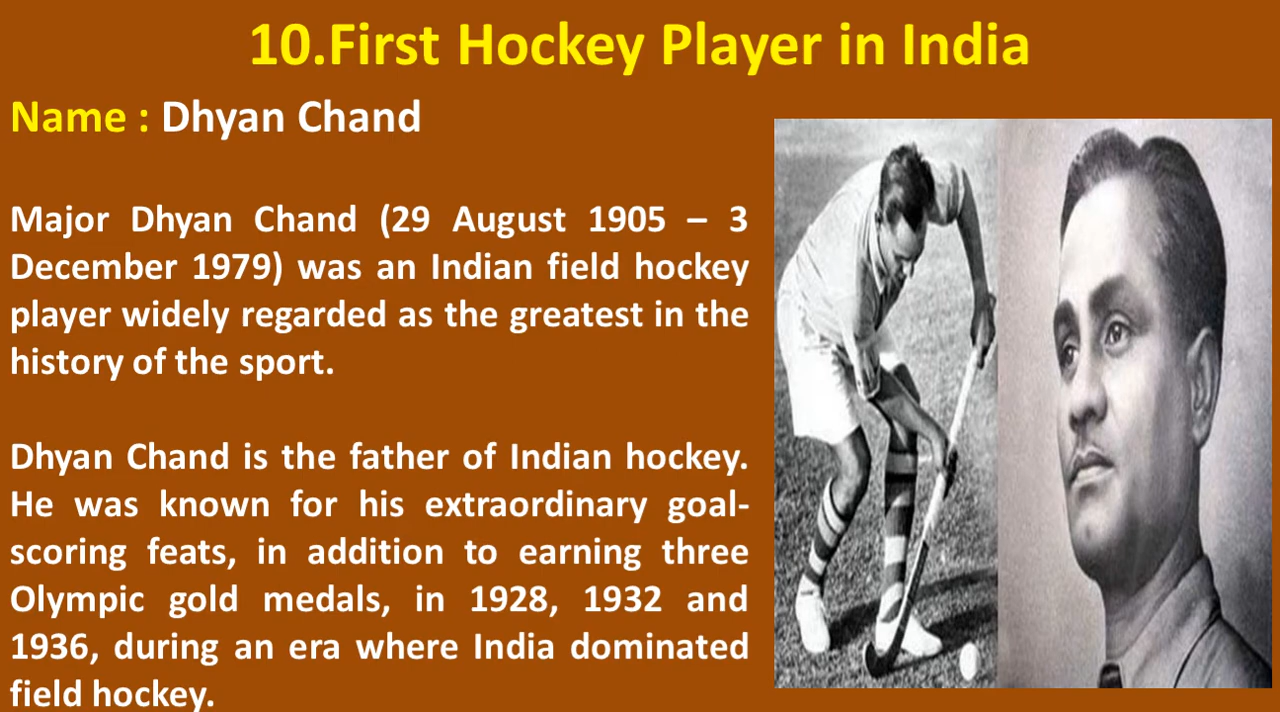 10.First Hockey Player in India
Name : Dhyan Chand
Major Dhyan Chand (29 August 1905 – 3
December 1979) was an Indian field hockey
player widely regarded as the greatest in the
history of the sport.
Dhyan Chand is the father of Indian hockey.
He was known for his extraordinary goal-
scoring feats, in addition to earning three
Olympic gold medals, in 1928, 1932 and
1936, during an era where India dominated
field hockey.